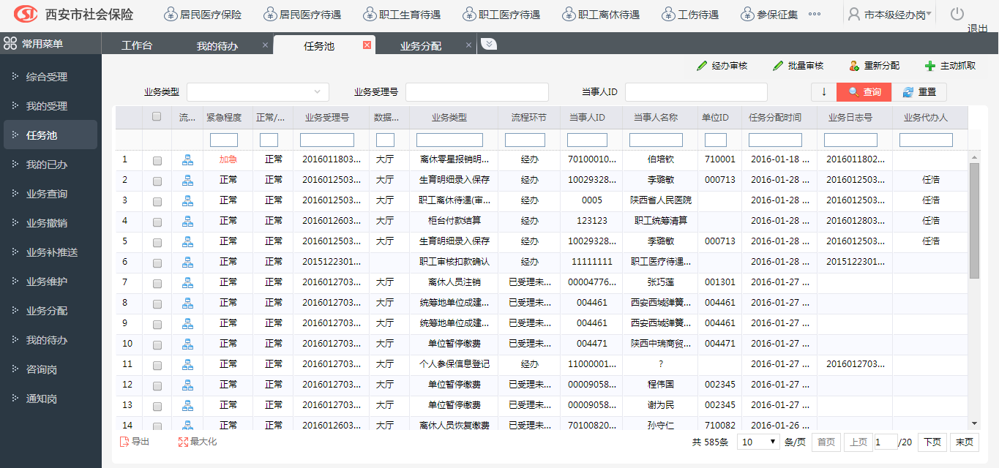 西安市社会保险 居民医疗保险 居民医疗待遇 职工生育待遇 职工医疗待遇 职工离休待遇 工伤待遇 参保征集 市本级经办岗 退出
常用菜单 工作台 我的待办 任务池 业务分配
综合受理
我的受理
任务池
我的已办
业务查询
业务撤销
业务补推送
业务维护
业务分配
我的待办
咨询岗
通知岗
经办审核 批量审核 重新分配 主动抓取
业务类型 业务受理号 当事人ID ↓ 查询 重置
流... 紧急程度 正常/... 业务受理号 数据... 业务类型 流程环节 当事人ID 当事人名称 单位ID 任务分配时间 业务日志号 业务代办人
1 加急 正常 2016011803... 大厅 离休零星报销明... 经办 70100010... 伯培钦 710001 2016-01-18 ... 2016011802...
2 正常 正常 2016012503... 大厅 生育明细录入保存 经办 10029328... 李璐敏 000713 2016-01-28 ... 2016012503... 任浩
3 正常 正常 2016012503... 大厅 职工离休待遇(审... 经办 0005 陕西省人民医院 2016-01-28 ... 2016012503... 任浩
4 正常 正常 2016012603... 大厅 柜台付款结算 经办 123123 职工统筹清算 2016-01-28 ... 2016012803... 任浩
5 正常 正常 2016012503... 大厅 生育明细录入保存 经办 10029328... 李璐敏 000713 2016-01-28 ... 2016012503... 任浩
6 正常 正常 2015122301... 职工审核扣款确认 经办 11111111 职工医疗待遇... 2016-01-28 ... 2015122301...
7 正常 正常 2016012703... 大厅 离休人员注销 已受理未... 00004776... 张巧莲 001301 2016-01-27 ...
8 正常 正常 2016012703... 大厅 统筹地单位成建... 已受理未... 004461 西安西域弹簧... 004461 2016-01-27 ...
9 正常 正常 2016012703... 大厅 统筹地单位成建... 已受理未... 004461 西安西域弹簧... 004461 2016-01-27 ...
10 正常 正常 2016012703... 大厅 单位暂停缴费 已受理未... 004471 陕西中瑞商贸... 004471 2016-01-27 ...
11 正常 正常 2016012703... 大厅 个人参保信息登记 经办 11000001... ? 2016-01-27 ... 2016012703...
12 正常 正常 2016012703... 大厅 单位暂停缴费 已受理未... 00009058... 程伟国 002345 2016-01-27 ...
13 正常 正常 2016012703... 大厅 单位暂停缴费 已受理未... 00009058... 谢为民 002345 2016-01-27 ...
14 正常 正常 2016012603... 大厅 离休人员恢复缴费 已受理未... 70100820... 孙守仁 710082 2016-01-26 ...
导出 最大化 共 585条 10 条/页 首页 上页 1 /20 下页 末页